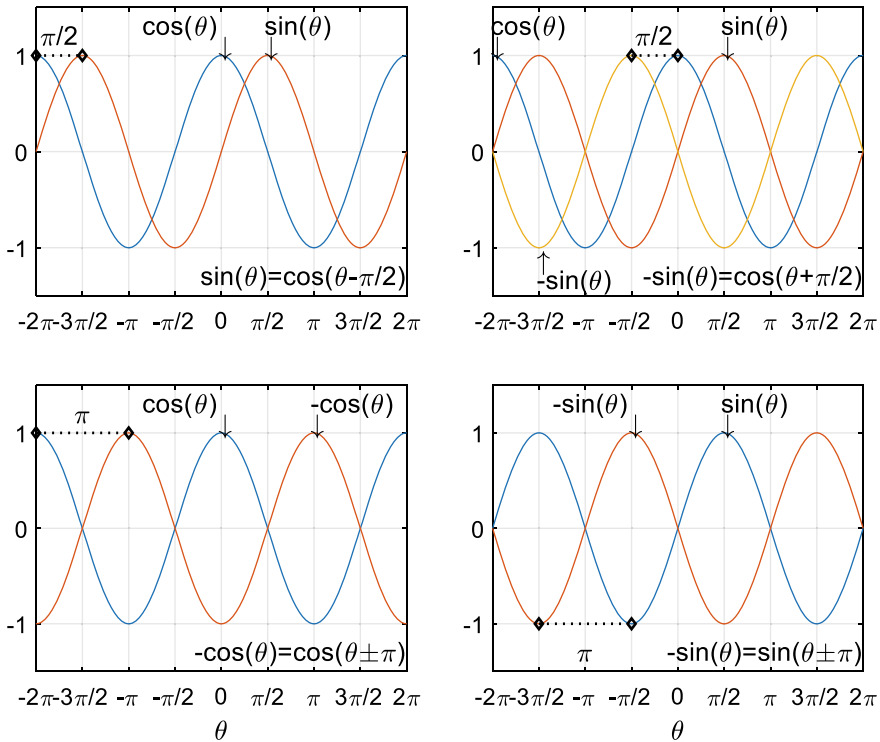 cos(θ) sin(θ)
π/2
1
0
-1
sin(θ)=cos(θ-π/2)
-2π -3π/2 -π -π/2 0 π/2 π 3π/2 2π
cos(θ) π/2 sin(θ)
1
0
-1
-sin(θ) -sin(θ)=cos(θ+π/2)
-2π -3π/2 -π -π/2 0 π/2 π 3π/2 2π
π cos(θ) -cos(θ)
1
0
-1
-cos(θ)=cos(θ±π)
-2π -3π/2 -π -π/2 0 π/2 π 3π/2 2π
θ
-sin(θ) sin(θ)
1
0
-1
π -sin(θ)=sin(θ±π)
-2π -3π/2 -π -π/2 0 π/2 π 3π/2 2π
θ